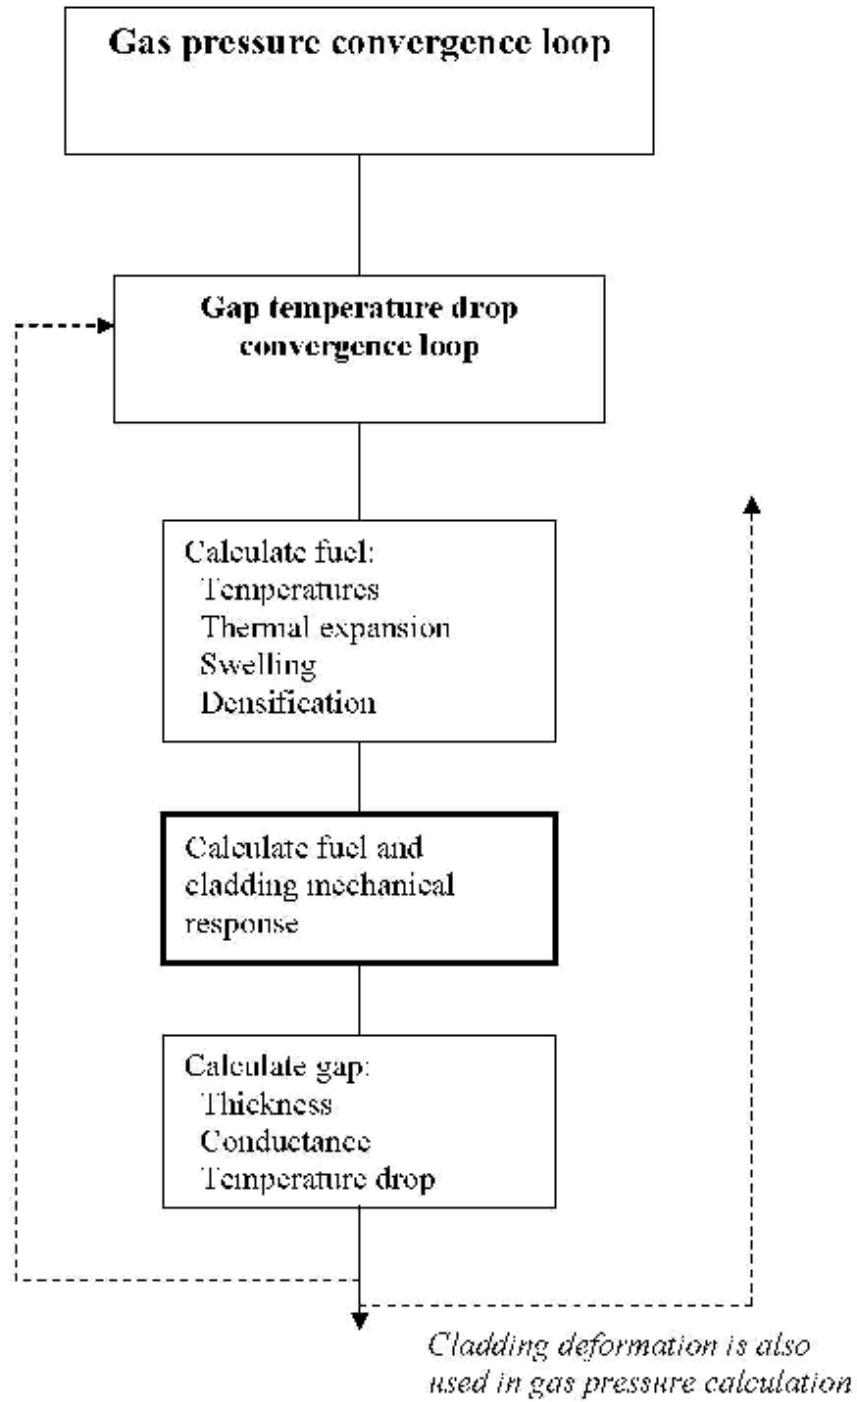 Gas pressure convergence loop
Gap temperature drop
convergence loop
Calculate fuel:
Temperatures
Thermal expansion
Swelling
Densification
Calculate fuel and
cladding mechanical
response
Calculate gap:
Thickness
Conductance
Temperature drop
Cladding deformation is also
used in gas pressure calculation